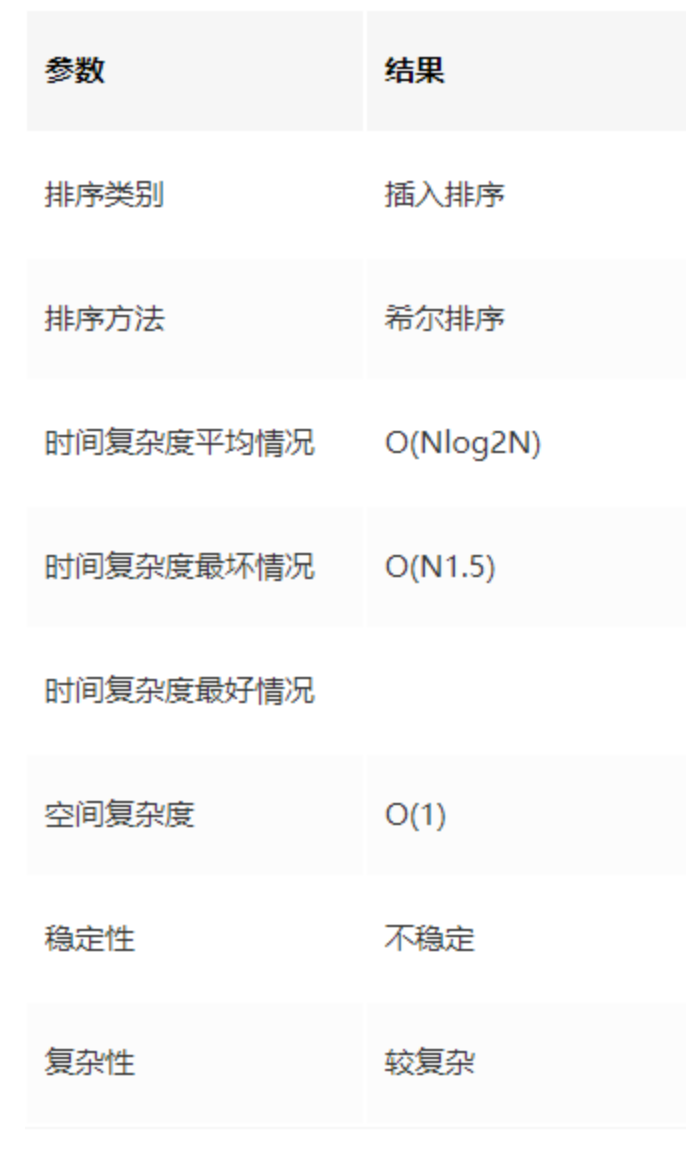 参数 结果
排序类别 插入排序
排序方法 希尔排序
时间复杂度平均情况 O(Nlog2N)
时间复杂度最坏情况 O(N1.5)
时间复杂度最好情况
空间复杂度 O(1)
稳定性 不稳定
复杂性 较复杂